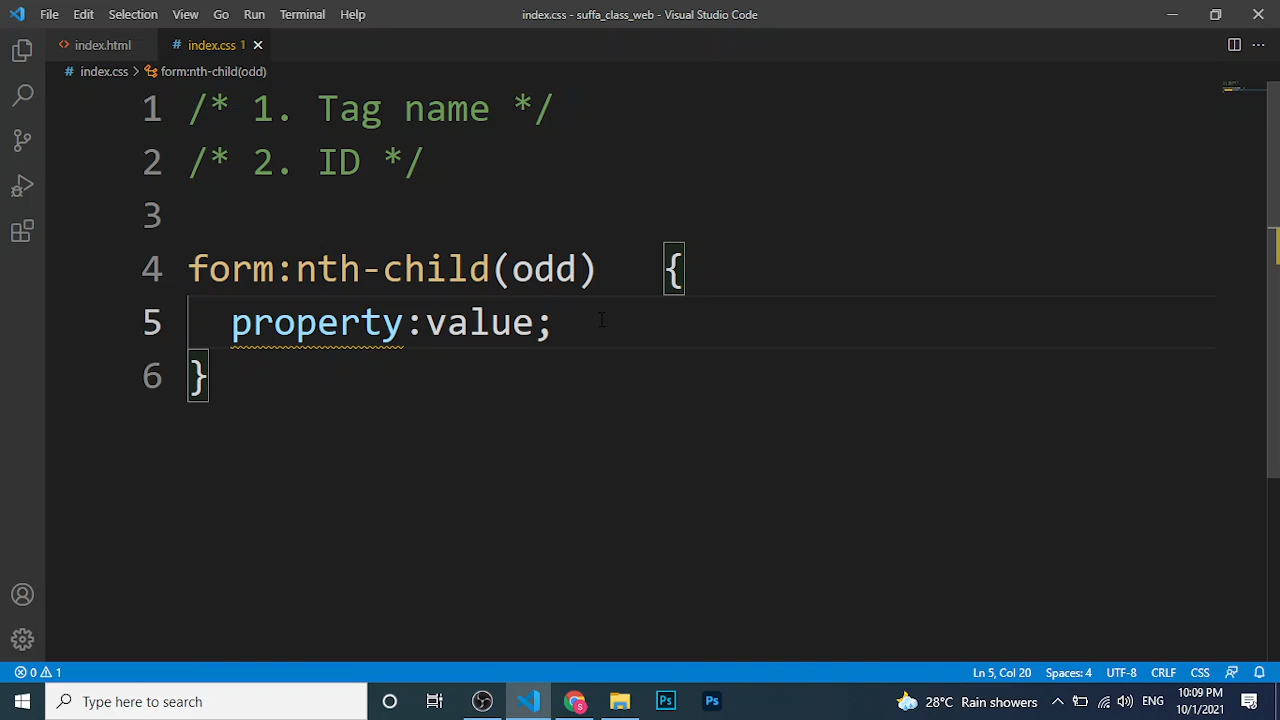 File Edit Selection View Go Run Terminal Help index.css - suffa_class_web - Visual Studio Code
index.html # index.css 1
# index.css > form:nth-child(odd)
1 /* 1. Tag name */
2 /* 2. ID */
3
4 form:nth-child(odd) {
5 property:value;
6 }
0 1 Ln 5, Col 20 Spaces: 4 UTF-8 CRLF CSS
Type here to search Ps Ps 28°C Rain showers ENG 10:09 PM
10/1/2021